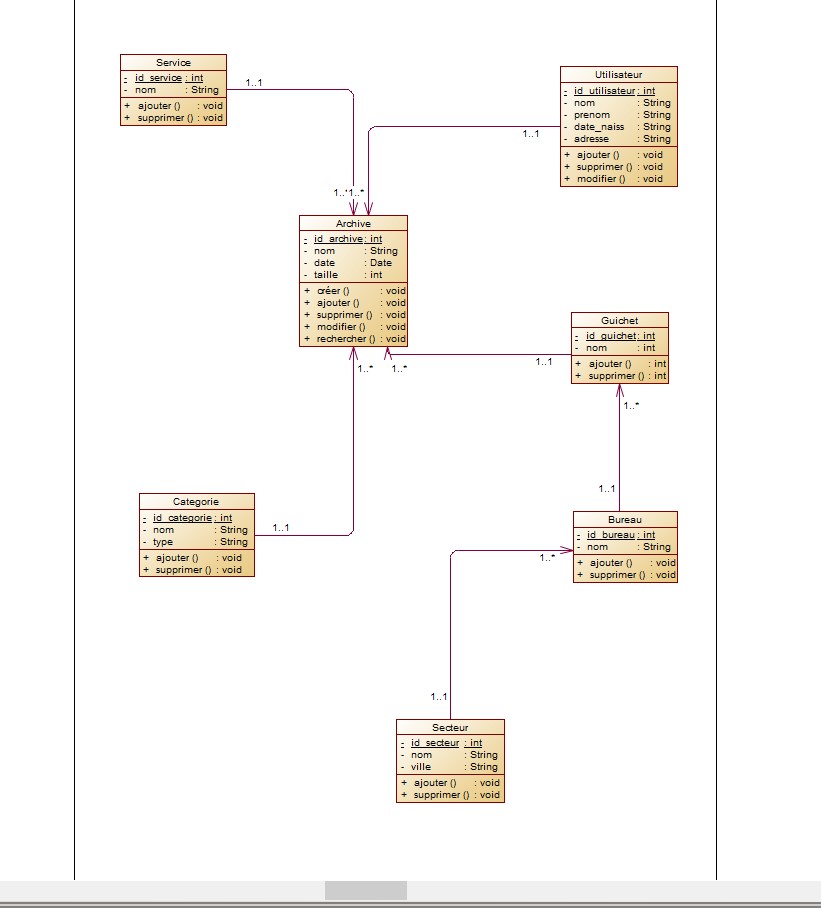 Service
- id_service : int
- nom : String
+ ajouter () : void
+ supprimer () : void
1..1
Utilisateur
- id_utilisateur : int
- nom : String
- prenom : String
- date_naiss : String
- adresse : String
+ ajouter () : void
+ supprimer () : void
+ modifier () : void
1..1
1..*
1..*
Archive
- id_archive : int
- nom : String
- date : Date
- taille : int
+ créer () : void
+ ajouter () : void
+ supprimer () : void
+ modifier () : void
+ rechercher () : void
1..*
1..*
Guichet
- id_guichet : int
- nom : int
+ ajouter () : int
+ supprimer () : int
1..1
1..*
1..1
Categorie
- id_categorie : int
- nom : String
- type : String
+ ajouter () : void
+ supprimer () : void
1..1
Bureau
- id_bureau : int
- nom : String
+ ajouter () : void
+ supprimer () : void
1..*
1..1
Secteur
- id_secteur : int
- nom : String
- ville : String
+ ajouter () : void
+ supprimer () : void